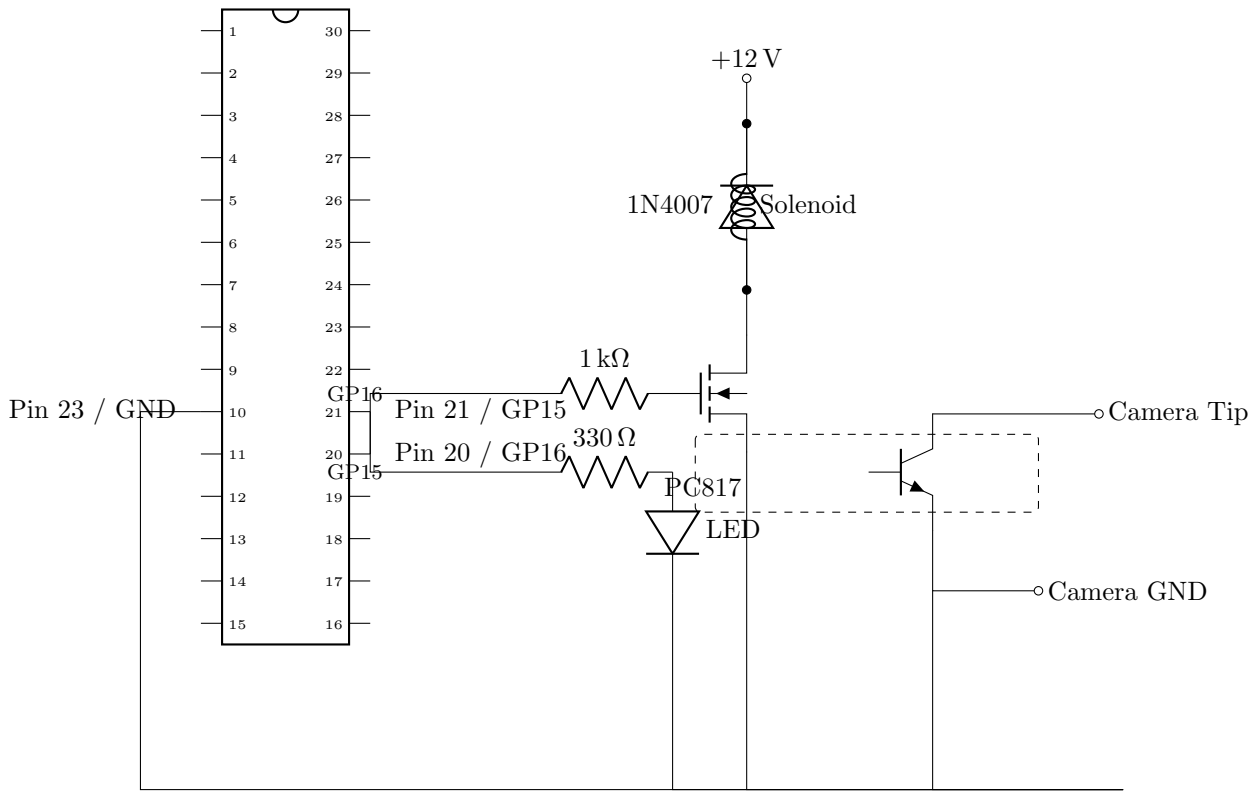 +12 V
1 30
2 29
3 28
4 27
5 26
1N4007 Solenoid
6 25
7 24
8 23
9 22
1 kΩ
GP16
Pin 23 / GND
10 21
Pin 21 / GP15
Camera Tip
330 Ω
11 20
Pin 20 / GP16
GP15
PC817
12 19
LED
13 18
14 17
Camera GND
15 16